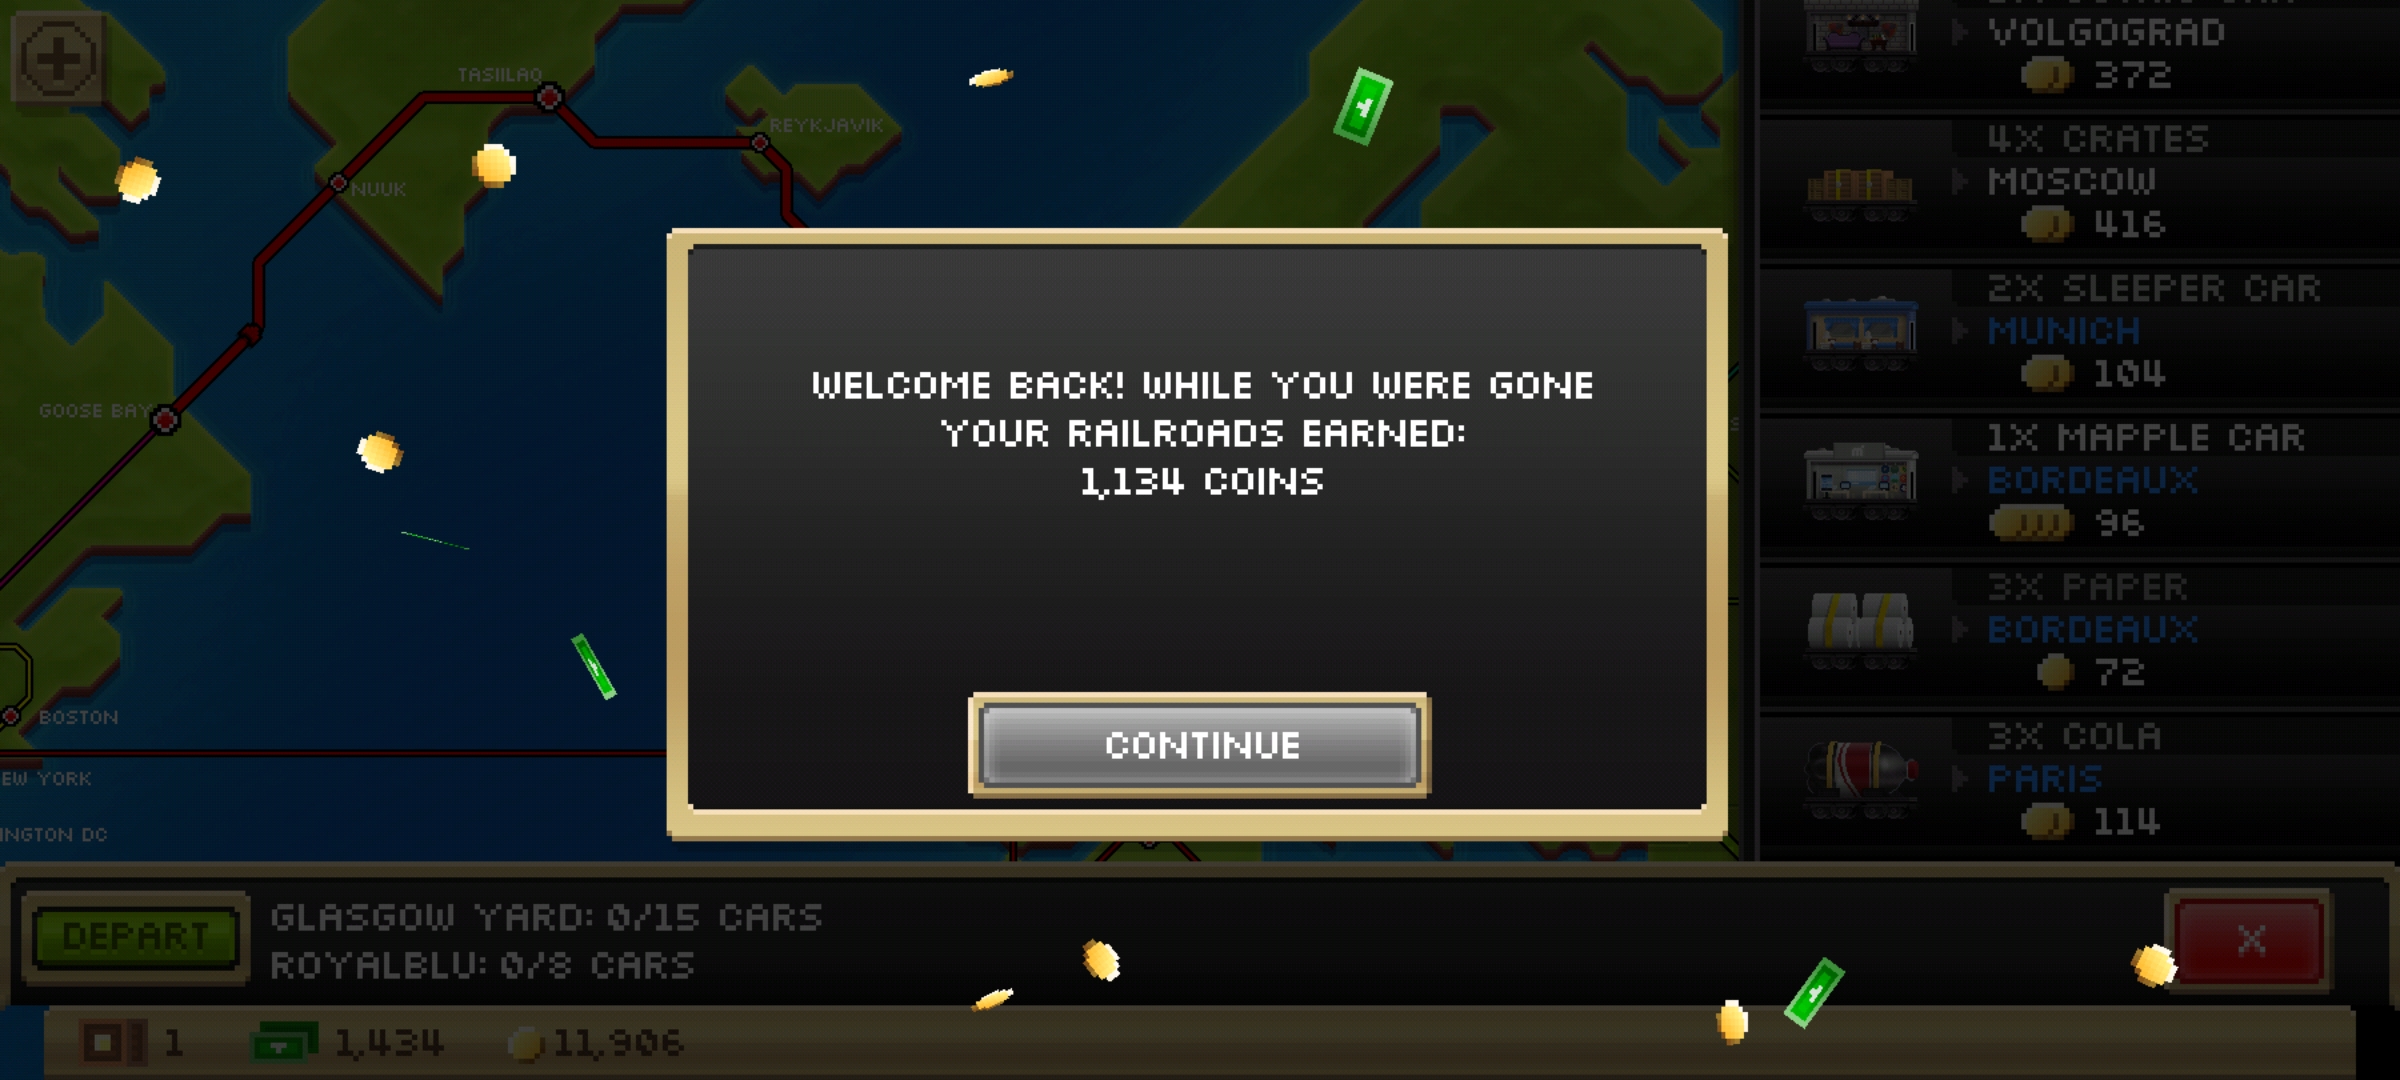 TASIILAQ
REYKJAVIK
NUUK
GOOSE BAY
BOSTON
EW YORK
INGTON DC
WELCOME BACK! WHILE YOU WERE GONE
YOUR RAILROADS EARNED:
1,134 COINS
CONTINUE
VOLGOGRAD
372
4X CRATES
MOSCOW
416
2X SLEEPER CAR
MUNICH
104
1X MAPPLE CAR
BORDEAUX
96
3X PAPER
BORDEAUX
72
3X COLA
PARIS
114
DEPART
GLASGOW YARD: 0/15 CARS
ROYALBLU: 0/8 CARS
X
1
1,434
11,906